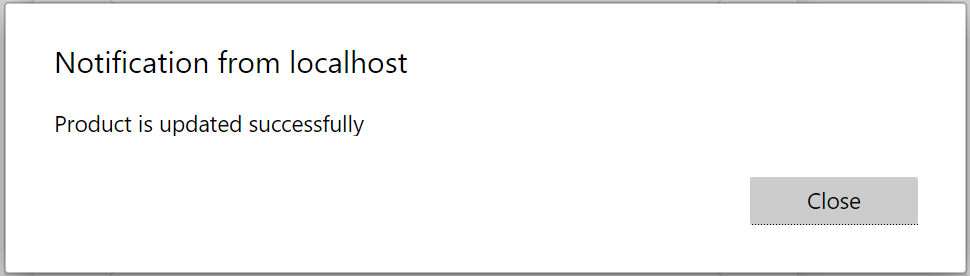 Notification from localhost
Product is updated successfully
Close